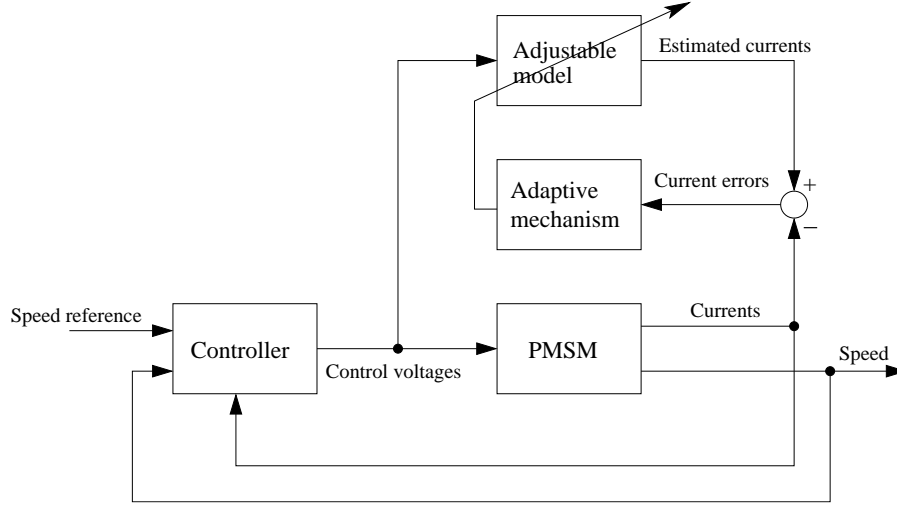 Adjustable
model
Estimated currents
Adaptive
mechanism
Current errors
+
−
Speed reference
Controller
Control voltages
PMSM
Currents
Speed